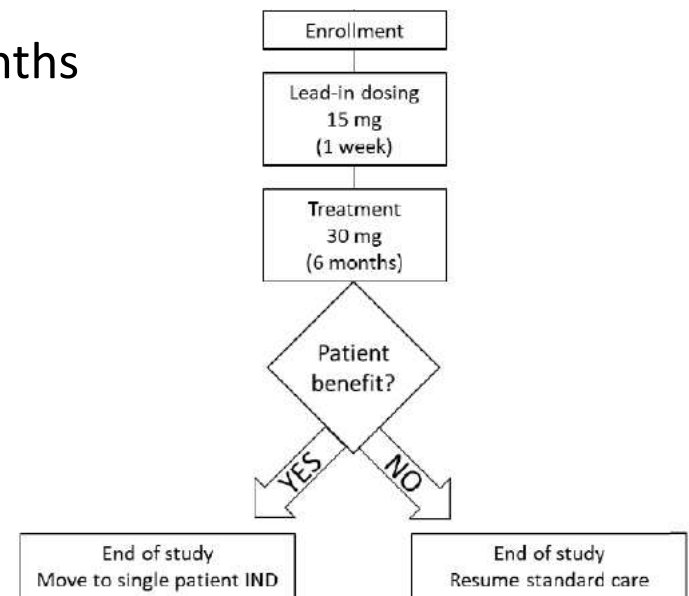 nths
Enrollment
Lead-in dosing
15 mg
(1 week)
Treatment
30 mg
(6 months)
Patient
benefit?
YES
NO
End of study
Move to single patient IND
End of study
Resume standard care